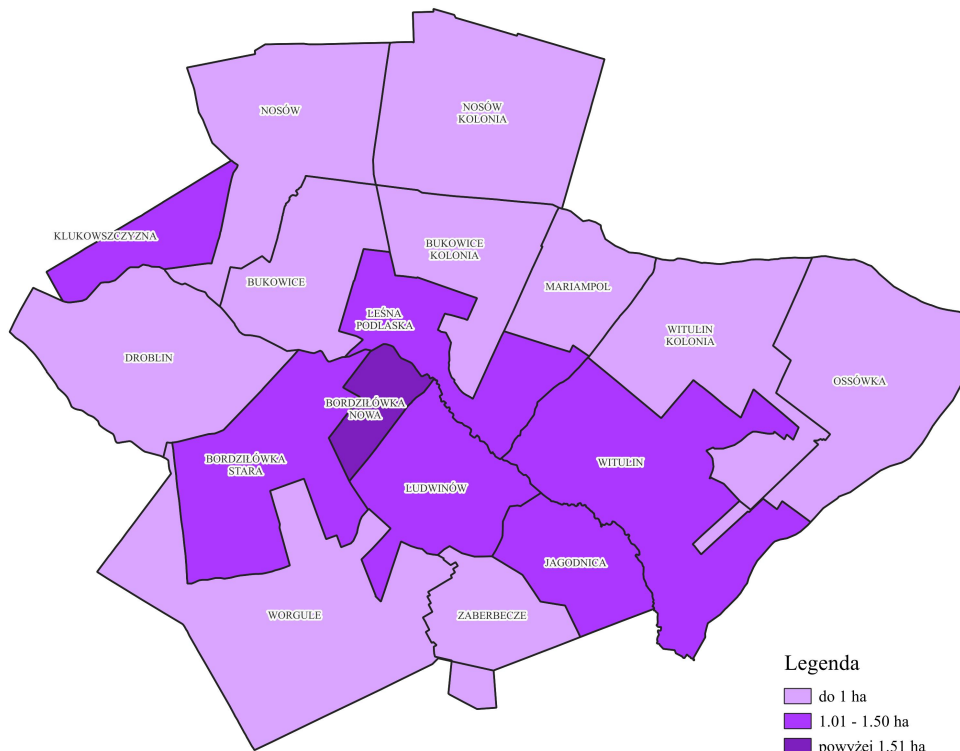 NOSÓW
NOSÓW
KOLONIA
KLUKOWSZCZYZNA
BUKOWICE
KOLONIA
BUKOWICE
MARIAMPOL
LEŚNA
PODLASKA
WITULIN
KOLONIA
DROBLIN
OSSÓWKA
BORDZIŁÓWKA
NOWA
BORDZIŁÓWKA
STARA
WITULIN
LUDWINÓW
JAGODNICA
WORGULE
ZABERBECZE
Legenda
do 1 ha
1.01 - 1.50 ha
powyżej 1.51 ha